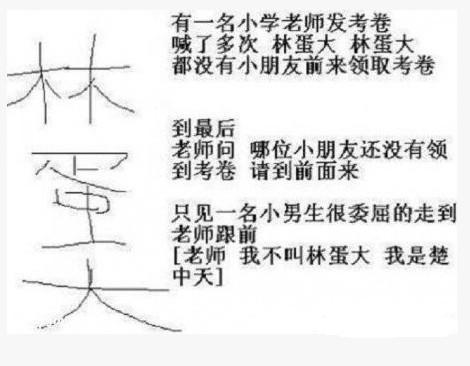 林
蛋
大
有一名小学老师发考卷
喊了多次 林蛋大 林蛋大
都没有小朋友前来领取考卷
到最后
老师问 哪位小朋友还没有领
到考卷 请到前面来
只见一名小男生很委屈的走到
老师跟前
[老师 我不叫林蛋大 我是楚
中天]